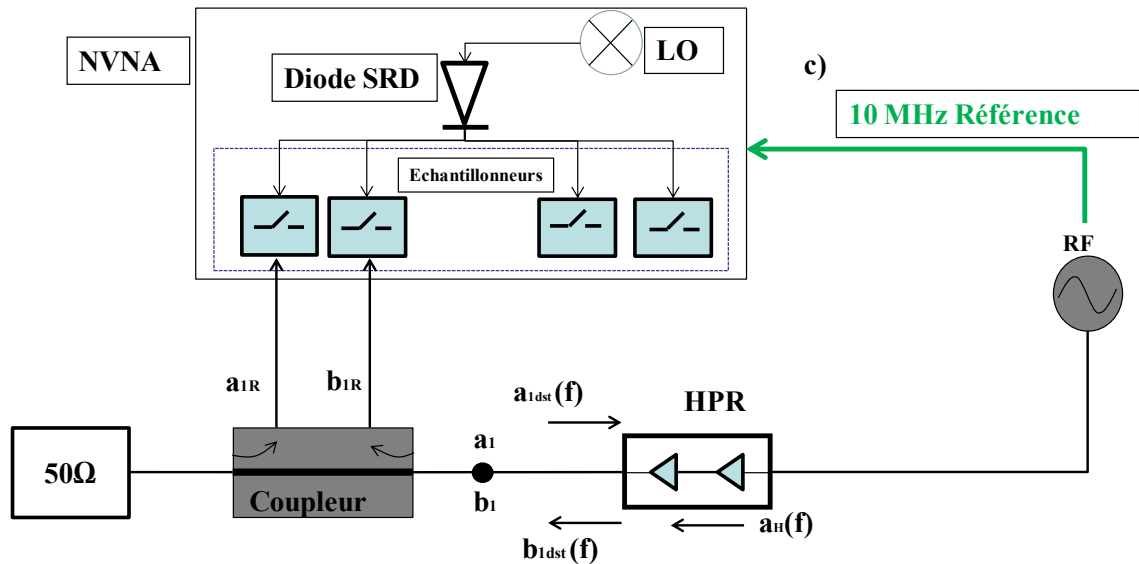 NVNA
LO
Diode SRD
c)
10 MHz Référence
Echantillonneurs
RF
a1R
b1R
a1dst(f)
HPR
a1
50Ω
Coupleur
b1
b1dst(f)
aH(f)